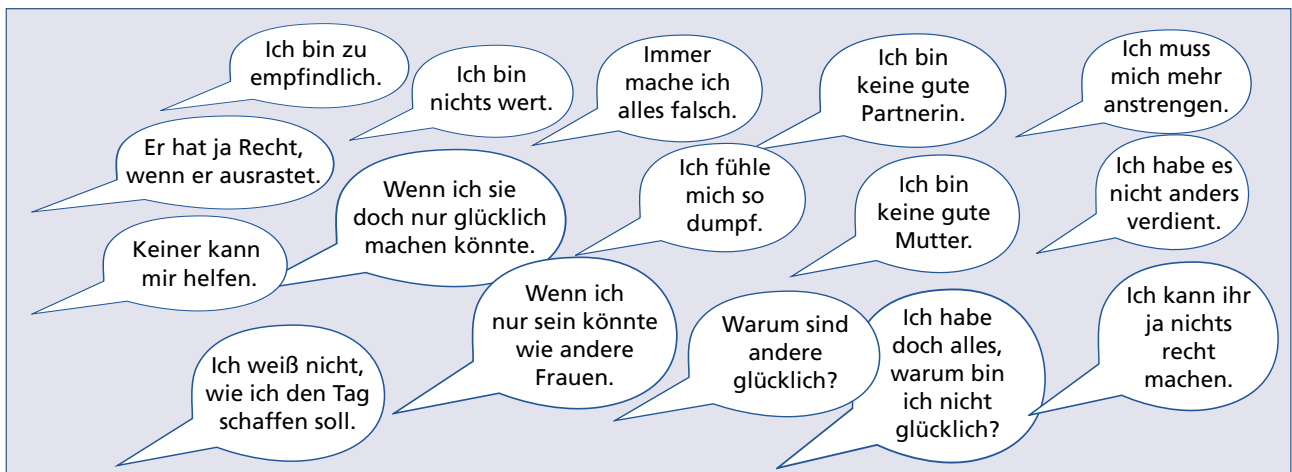 Ich bin zu
empfindlich.
Ich bin
nichts wert.
Immer
mache ich
alles falsch.
Ich bin
keine gute
Partnerin.
Ich muss
mich mehr
anstrengen.
Er hat ja Recht,
wenn er ausrastet.
Wenn ich sie
doch nur glücklich
machen könnte.
Ich fühle
mich so
dumpf.
Ich bin
keine gute
Mutter.
Ich habe es
nicht anders
verdient.
Keiner kann
mir helfen.
Wenn ich
nur sein könnte
wie andere
Frauen.
Warum sind
andere
glücklich?
Ich habe
doch alles,
warum bin
ich nicht
glücklich?
Ich kann ihr
ja nichts
recht
machen.
Ich weiß nicht,
wie ich den Tag
schaffen soll.